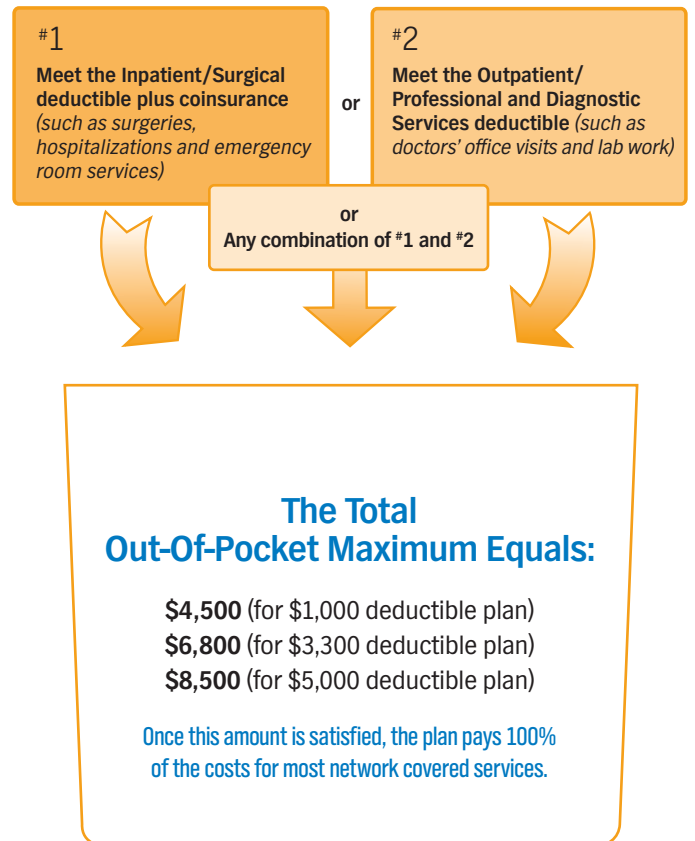 #1
Meet the Inpatient/Surgical
deductible plus coinsurance
(such as surgeries,
hospitalizations and emergency
room services)
or
#2
Meet the Outpatient/
Professional and Diagnostic
Services deductible (such as
doctors’ office visits and lab work)
or
Any combination of #1 and #2
The Total
Out-Of-Pocket Maximum Equals:
$4,500 (for $1,000 deductible plan)
$6,800 (for $3,300 deductible plan)
$8,500 (for $5,000 deductible plan)
Once this amount is satisfied, the plan pays 100%
of the costs for most network covered services.